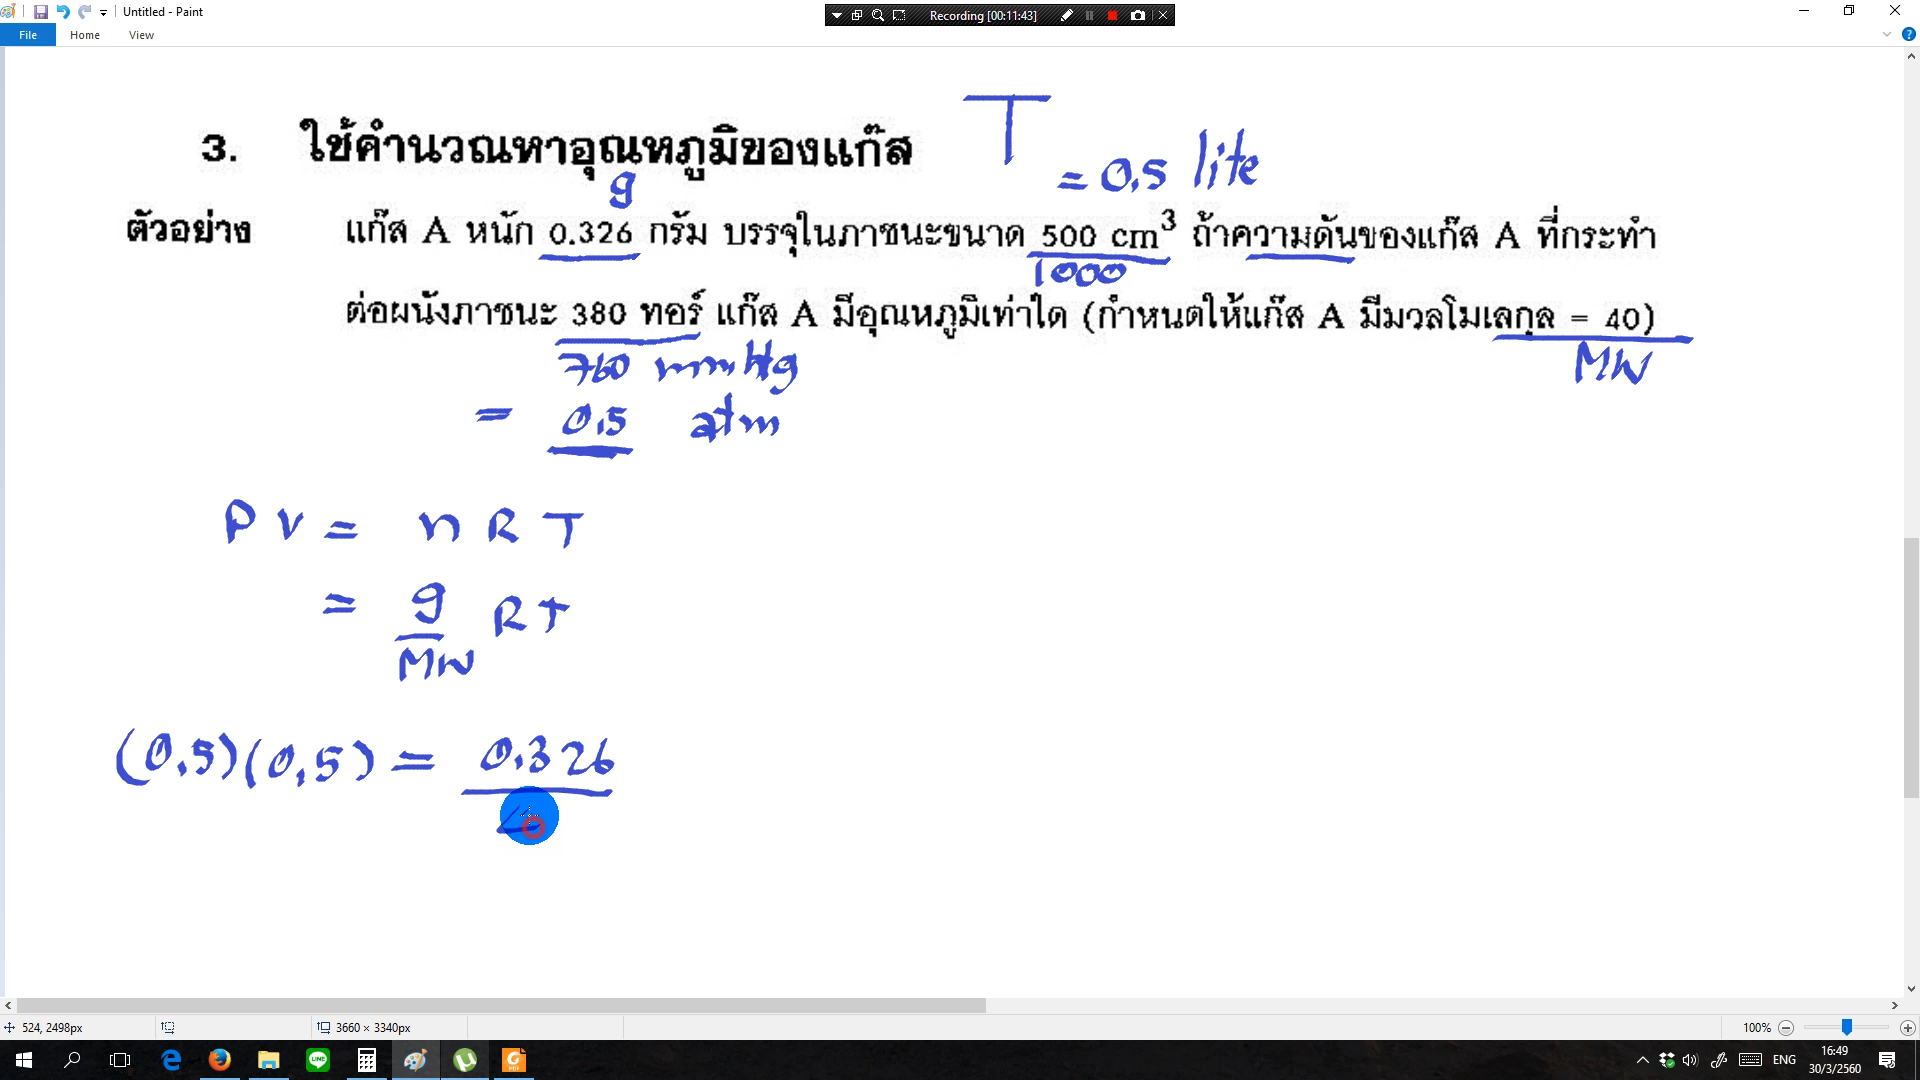 Untitled - Paint
Recording [00:11:43]
File Home View
T
3. ใช้คำนวณหาอุณหภูมิของแก๊ส
= 0.5 lite
g
ตัวอย่าง แก๊ส A หนัก 0.326 กรัม บรรจุในภาชนะขนาด 500 cm³ ถ้าความดันของแก๊ส A ที่กระทำ
1000
ต่อผนังภาชนะ 380 ทอร์ แก๊ส A มีอุณหภูมิเท่าใด (กำหนดให้แก๊ส A มีมวลโมเลกุล = 40)
760 mmHg
MW
= 0.5 atm
PV = nRT
= g RT
MW
(0.5)(0.5) = 0.326
524, 2498px
3660 × 3340px
100%
ENG
16:49
30/3/2560